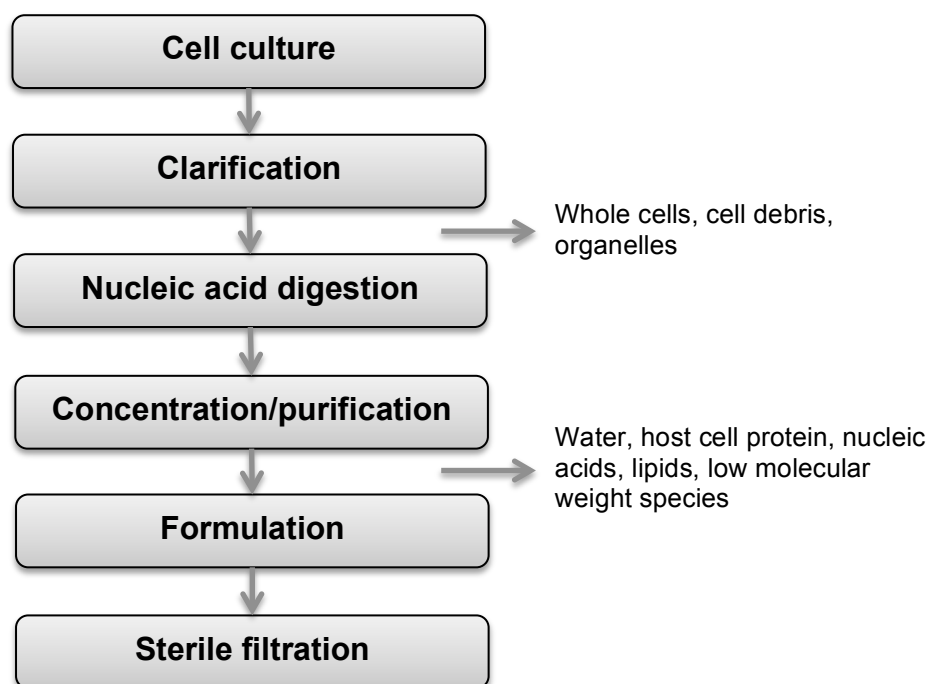 Cell culture
Clarification
Whole cells, cell debris,
organelles
Nucleic acid digestion
Concentration/purification
Water, host cell protein, nucleic
acids, lipids, low molecular
weight species
Formulation
Sterile filtration